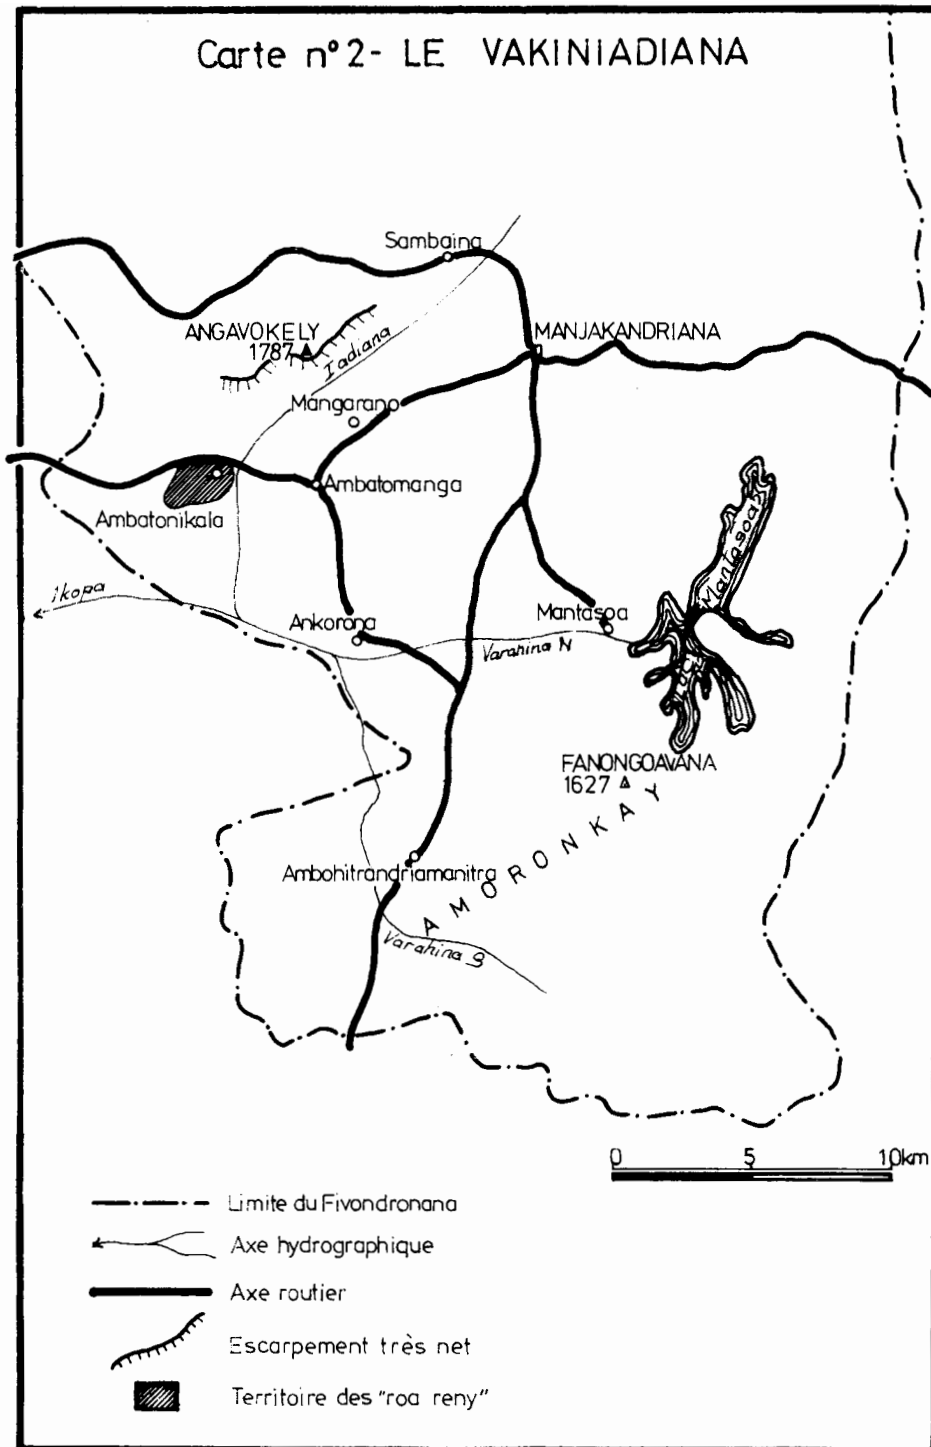 Carte n° 2 - LE VAKINIADIANA
Sambaina
ANGAVOKELY
1787
Iadiana
MANJAKANDRIANA
Mangarano
Ambatomanga
Ambatonikala
Mantasoa
ikopa
Ankorona
Mantasoa
Varahina N
FANONGOAVANA
1627
AMORONKAY
Ambohitrandriamanitra
Varahina S
0 5 10km
Limite du Fivondronana
Axe hydrographique
Axe routier
Escarpement très net
Territoire des "roa reny"